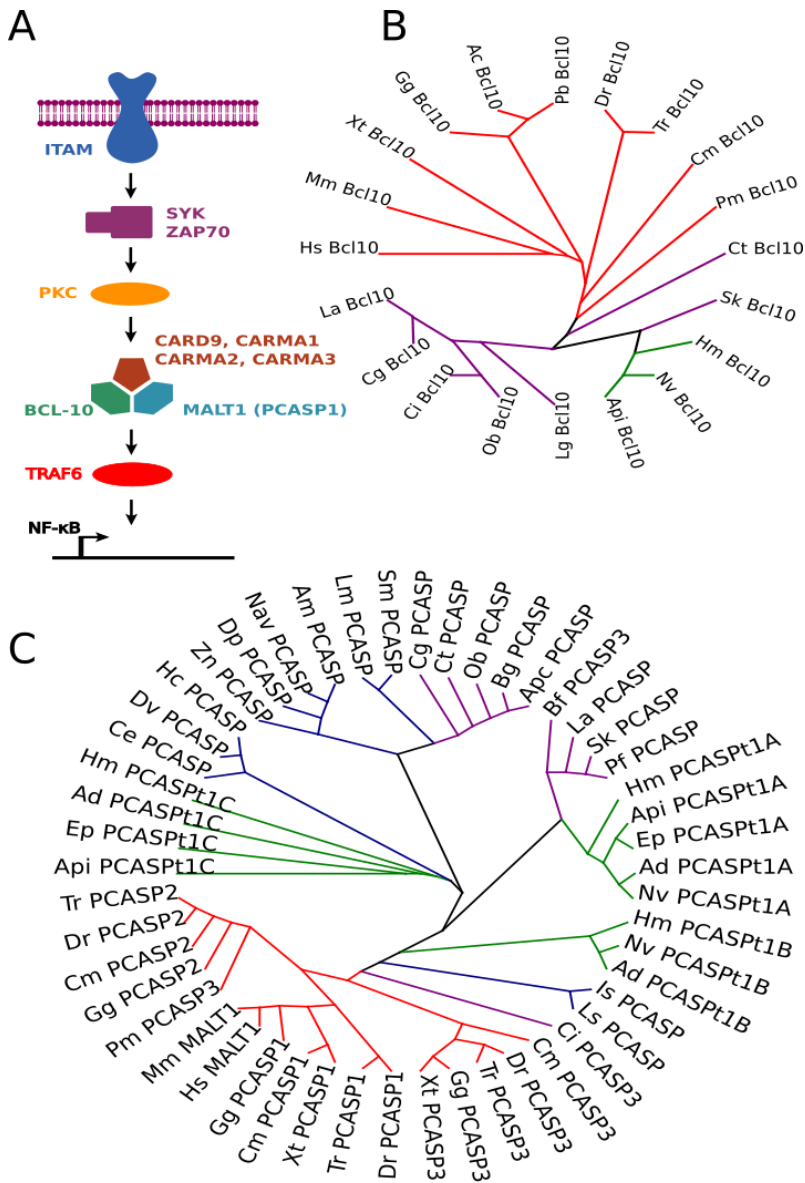 A
ITAM
SYK
ZAP70
PKC
CARD9, CARMA1
CARMA2, CARMA3
BCL-10
MALT1 (PCASP1)
TRAF6
NF-κB
B
Hs Bcl10
Mm Bcl10
Xt Bcl10
Gg Bcl10
Ac Bcl10
Pb Bcl10
Dr Bcl10
Tr Bcl10
Cm Bcl10
Pm Bcl10
Ct Bcl10
Sk Bcl10
Hm Bcl10
Nv Bcl10
Api Bcl10
Lg Bcl10
Ob Bcl10
Ci Bcl10
Cg Bcl10
La Bcl10
C
Ce PCASP
Dv PCASP
Hc PCASP
Zn PCASP
Dp PCASP
Nav PCASP
Am PCASP
Lm PCASP
Sm PCASP
Cg PCASP
Ct PCASP
Ob PCASP
Bg PCASP
Apc PCASP
Bf PCASP3
La PCASP
Sk PCASP
Pf PCASP
Hm PCASPt1A
Api PCASPt1A
Ep PCASPt1A
Ad PCASPt1A
Nv PCASPt1A
Hm PCASPt1B
Nv PCASPt1B
Ad PCASPt1B
Is PCASP
Ls PCASP
Ci PCASP3
Cm PCASP3
Dr PCASP3
Tr PCASP3
Gg PCASP3
Xt PCASP3
Dr PCASP1
Tr PCASP1
Xt PCASP1
Cm PCASP1
Gg PCASP1
Hs MALT1
Mm MALT1
Pm PCASP3
Gg PCASP2
Cm PCASP2
Dr PCASP2
Tr PCASP2
Api PCASPt1C
Ep PCASPt1C
Ad PCASPt1C
Hm PCASPt1C